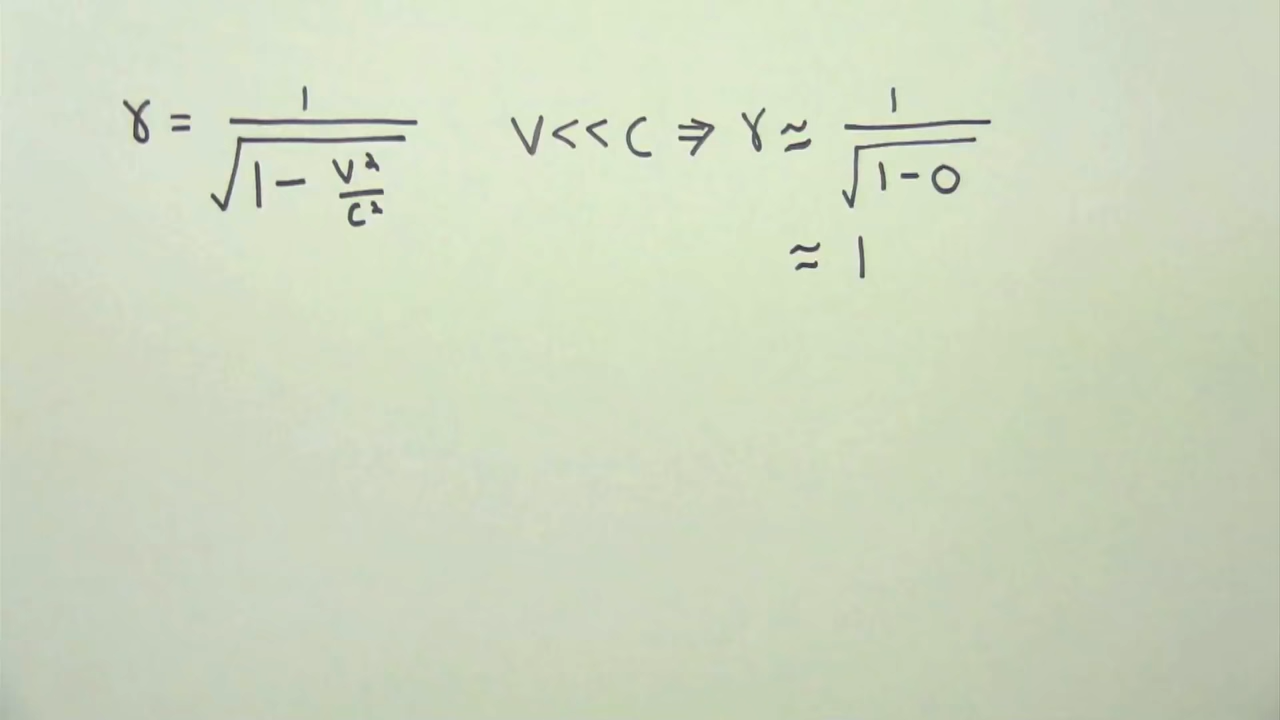 γ = 1/√(1 − v²/c²) V << C ⇒ γ ≈ 1/√(1 − 0)
≈ 1